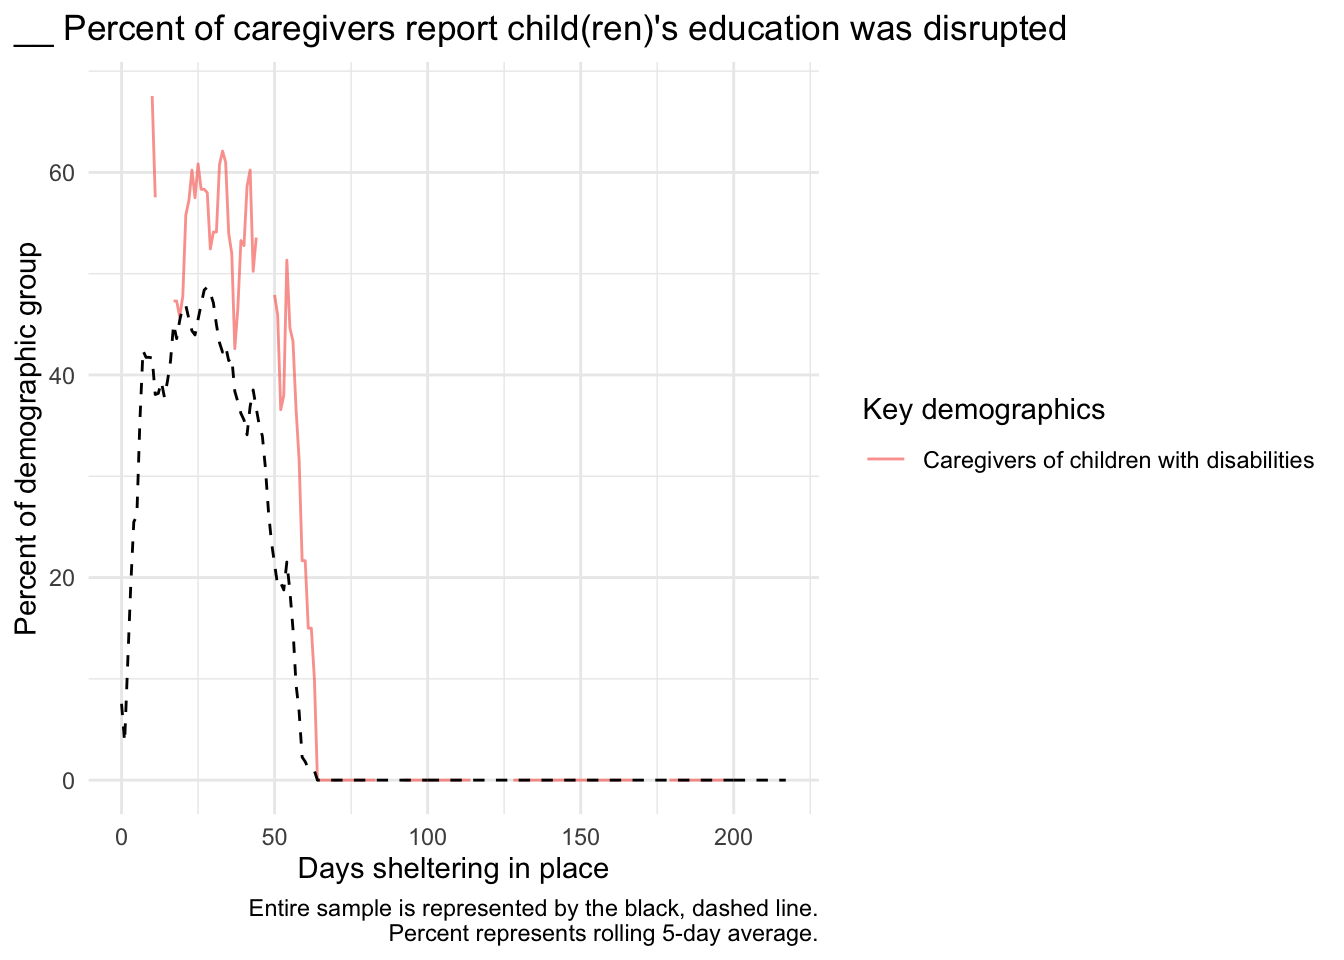 __ Percent of caregivers report child(ren)'s education was disrupted
Percent of demographic group
60
40
20
0
0 50 100 150 200
Days sheltering in place
Key demographics
Caregivers of children with disabilities
Entire sample is represented by the black, dashed line.
Percent represents rolling 5-day average.